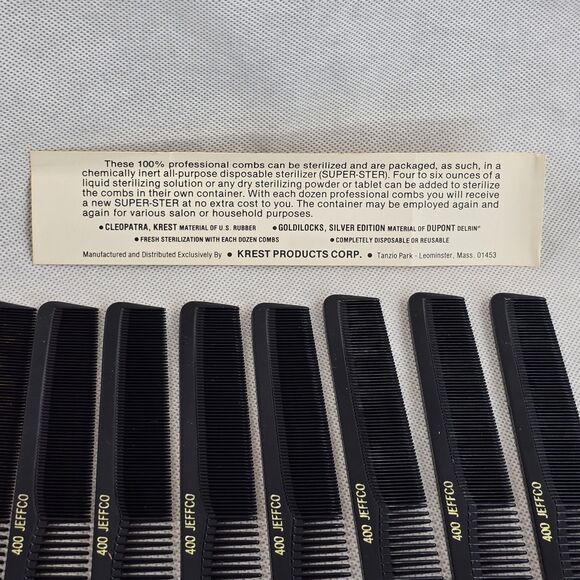 These 100% professional combs can be sterilized and are packaged, as such, in a
chemically inert all-purpose disposable sterilizer (SUPER-STER). Four to six ounces of a
liquid sterilizing solution or any dry sterilizing powder or tablet can be added to sterilize
the combs in their own container. With each dozen professional combs you will receive
a new SUPER-STER at no extra cost to you. The container may be employed again and
again for various salon or household purposes.
• CLEOPATRA, KREST MATERIAL OF U.S. RUBBER • GOLDILOCKS, SILVER EDITION MATERIAL OF DUPONT DELRIN®
• FRESH STERILIZATION WITH EACH DOZEN COMBS • COMPLETELY DISPOSABLE OR REUSABLE
Manufactured and Distributed Exclusively By • KREST PRODUCTS CORP. • Tanzio Park - Leominster, Mass. 01453
400 JEFFCO
400 JEFFCO
400 JEFFCO
400 JEFFCO
400 JEFFCO
400 JEFFCO
400 JEFFCO